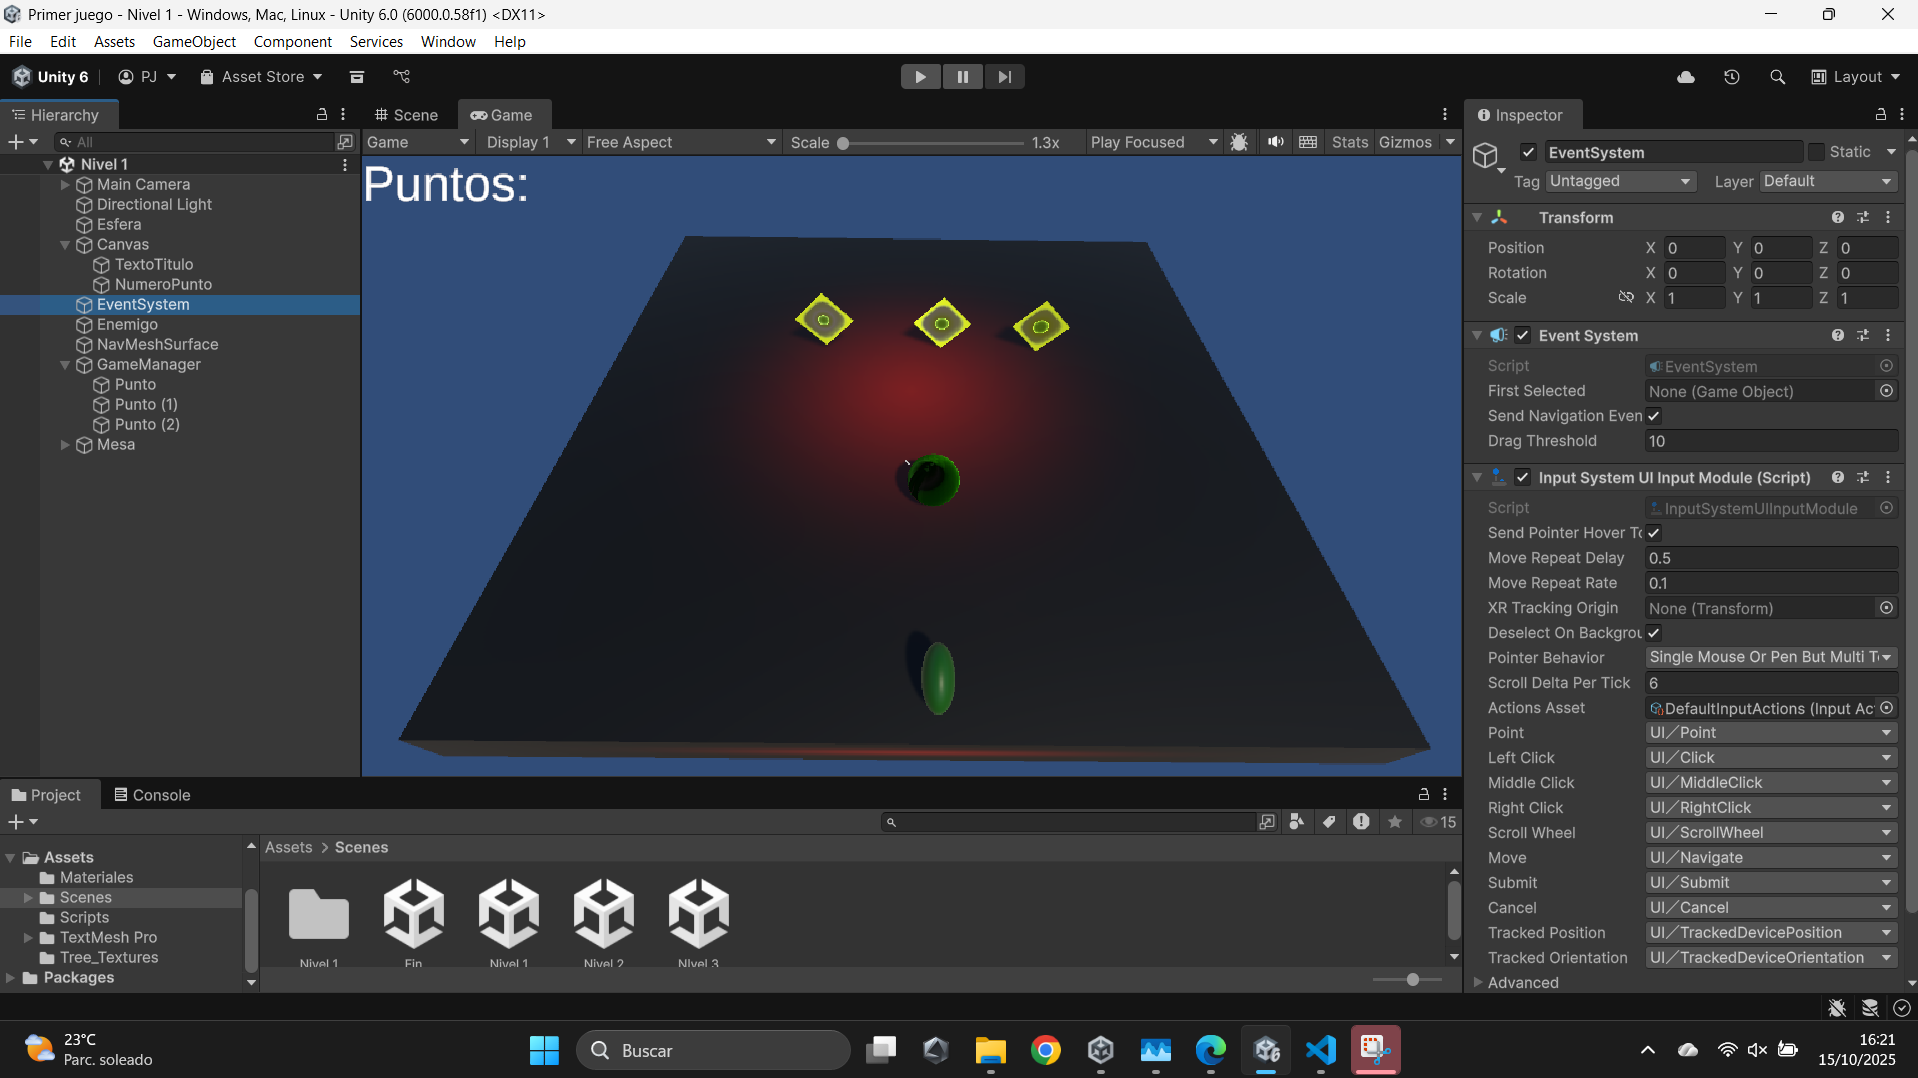 Primer juego - Nivel 1 - Windows, Mac, Linux - Unity 6.0 (6000.0.58f1) <DX11>
File Edit Assets GameObject Component Services Window Help
Unity 6 PJ Asset Store Layout
Hierarchy
All
Nivel 1
Main Camera
Directional Light
Esfera
Canvas
TextoTitulo
NumeroPunto
EventSystem
Enemigo
NavMeshSurface
GameManager
Punto
Punto (1)
Punto (2)
Mesa
Scene Game
Game Display 1 Free Aspect Scale 1.3x Play Focused Stats Gizmos
Puntos:
Inspector
EventSystem Static
Tag Untagged Layer Default
Transform
Position X 0 Y 0 Z 0
Rotation X 0 Y 0 Z 0
Scale X 1 Y 1 Z 1
Event System
Script EventSystem
First Selected None (Game Object)
Send Navigation Even
Drag Threshold 10
Input System UI Input Module (Script)
Script InputSystemUIInputModule
Send Pointer Hover To
Move Repeat Delay 0.5
Move Repeat Rate 0.1
XR Tracking Origin None (Transform)
Deselect On Backgrou
Pointer Behavior Single Mouse Or Pen But Multi T
Scroll Delta Per Tick 6
Actions Asset DefaultInputActions (Input Ac
Point UI/Point
Left Click UI/Click
Middle Click UI/MiddleClick
Right Click UI/RightClick
Scroll Wheel UI/ScrollWheel
Move UI/Navigate
Submit UI/Submit
Cancel UI/Cancel
Tracked Position UI/TrackedDevicePosition
Tracked Orientation UI/TrackedDeviceOrientation
Advanced
Project Console
15
Assets
Materiales
Scenes
Scripts
TextMesh Pro
Tree_Textures
Packages
Assets > Scenes
Nivel 1 Fin Nivel 1 Nivel 2 Nivel 3
23°C
Parc. soleado
Buscar
16:21
15/10/2025